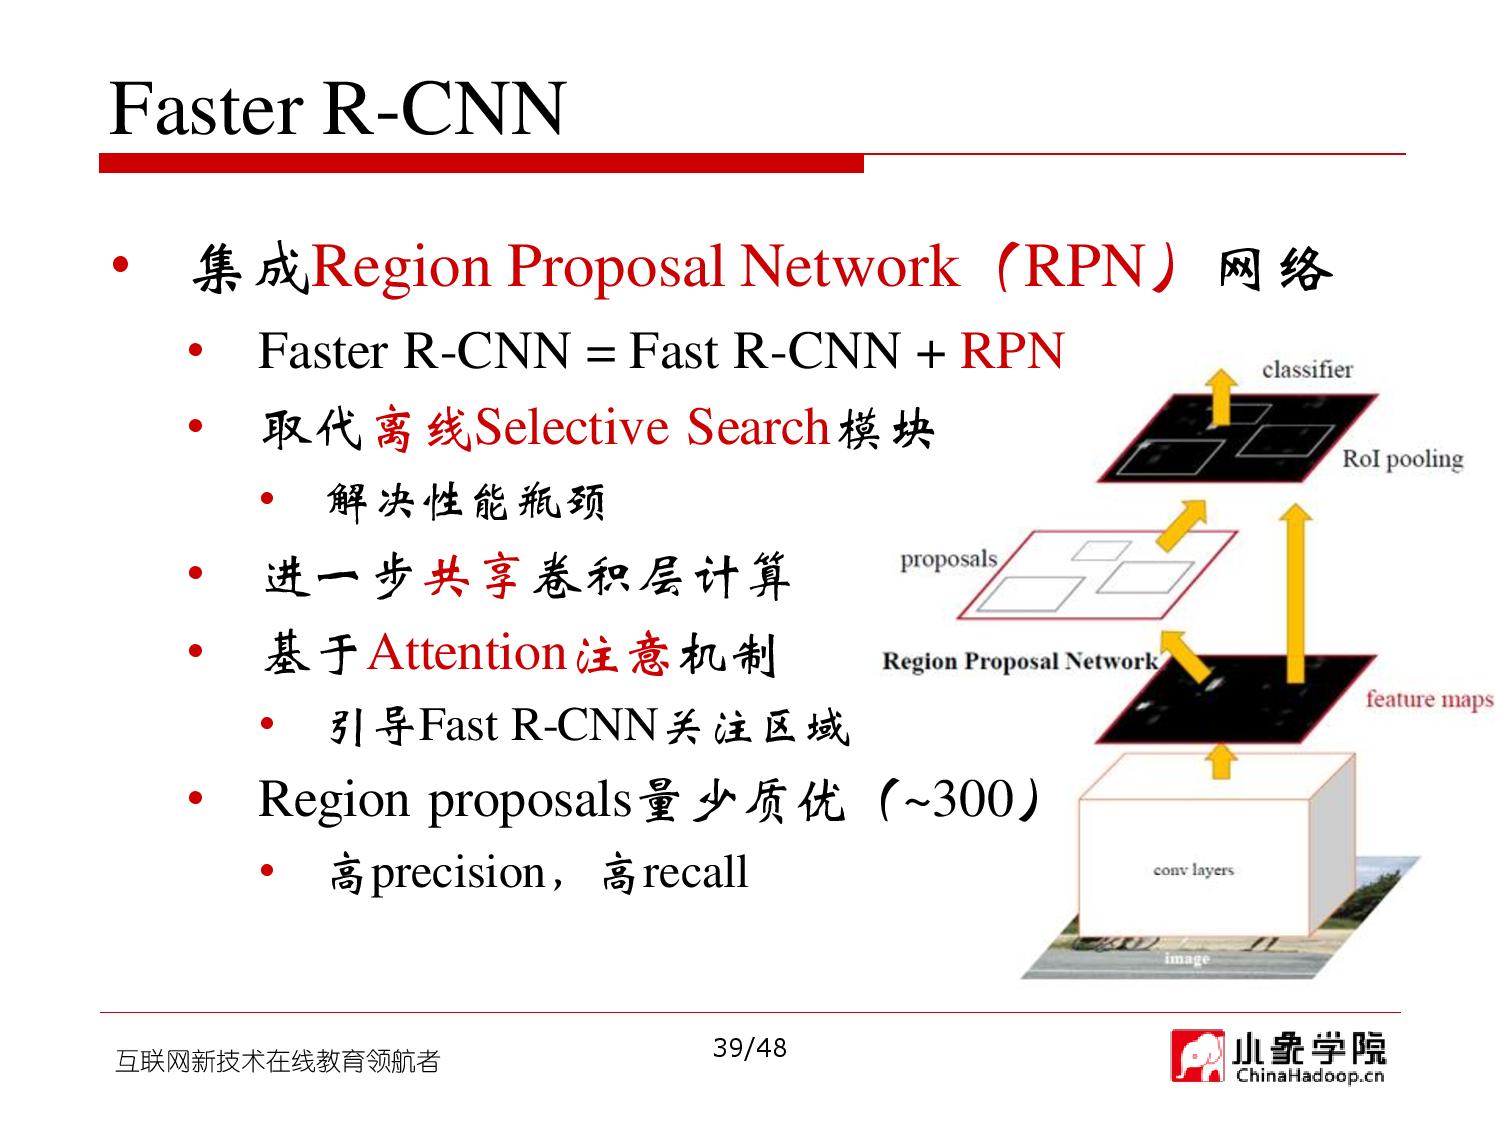 Faster R-CNN
• 集成Region Proposal Network（RPN）网络
• Faster R-CNN = Fast R-CNN + RPN
• 取代离线Selective Search模块
• 解决性能瓶颈
• 进一步共享卷积层计算
• 基于Attention注意机制
• 引导Fast R-CNN关注区域
• Region proposals量少质优（~300）
• 高precision，高recall
classifier
RoI pooling
proposals
Region Proposal Network
feature maps
conv layers
image
互联网新技术在线教育领航者
39/48
小象学院
ChinaHadoop.cn